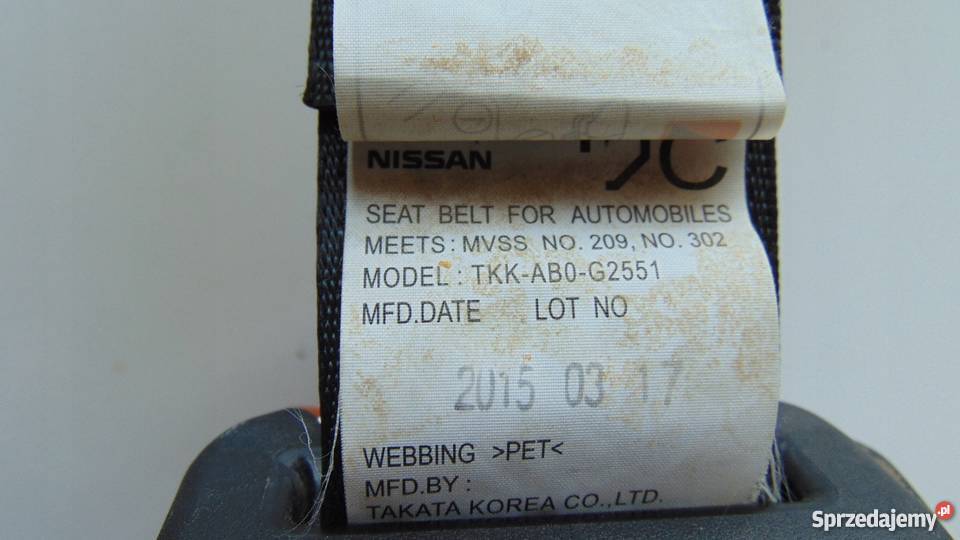 NISSAN
SEAT BELT FOR AUTOMOBILES
MEETS: MVSS NO. 209, NO. 302
MODEL: TKK-AB0-G2551
MFD.DATE LOT NO
2015 03 17
WEBBING >PET<
MFD.BY :
TAKATA KOREA CO.,LTD.
Sprzedajemy.pl